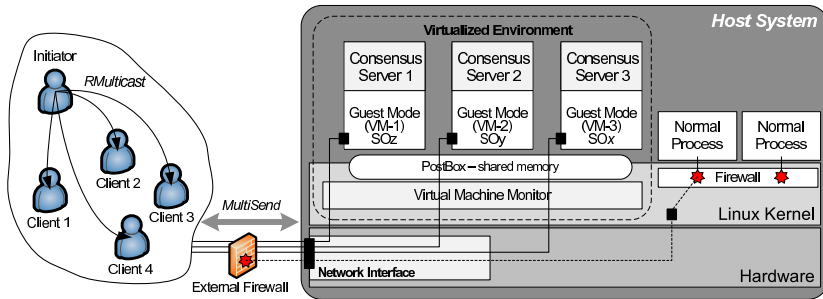 Host System
Virtualized Environment
Initiator
RMulticast
Consensus
Server 1
Consensus
Server 2
Consensus
Server 3
Guest Mode
(VM-1)
SOz
Guest Mode
(VM-2)
SOy
Guest Mode
(VM-3)
SOx
Normal
Process
Normal
Process
Client 2
PostBox – shared memory
Firewall
Client 1
Client 3
MultiSend
Virtual Machine Monitor
Linux Kernel
Client 4
External Firewall
Network Interface
Hardware